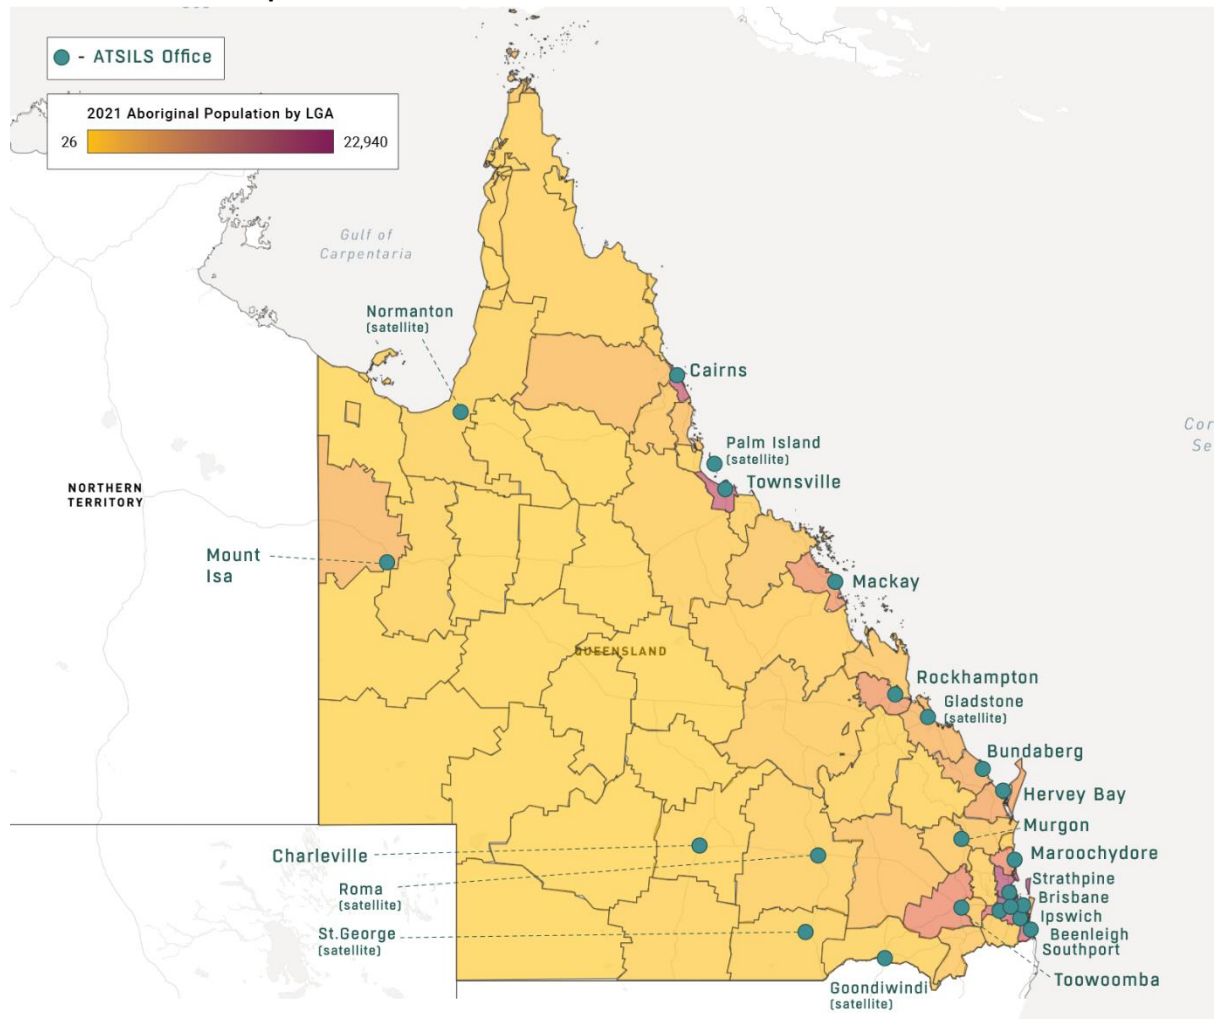 - ATSILS Office
2021 Aboriginal Population by LGA
26
22,940
Gulf of
Carpentaria
Normanton
(satellite)
Cairns
Palm Island
(satellite)
Townsville
Cor
Se
NORTHERN
TERRITORY
Mount
Isa
Mackay
QUEENSLAND
Rockhampton
Gladstone
(satellite)
Bundaberg
Hervey Bay
Murgon
Charleville
Maroochydore
Roma
(satellite)
Strathpine
Brisbane
Ipswich
St.George
(satellite)
Beenleigh
Southport
Toowoomba
Goondiwindi
(satellite)